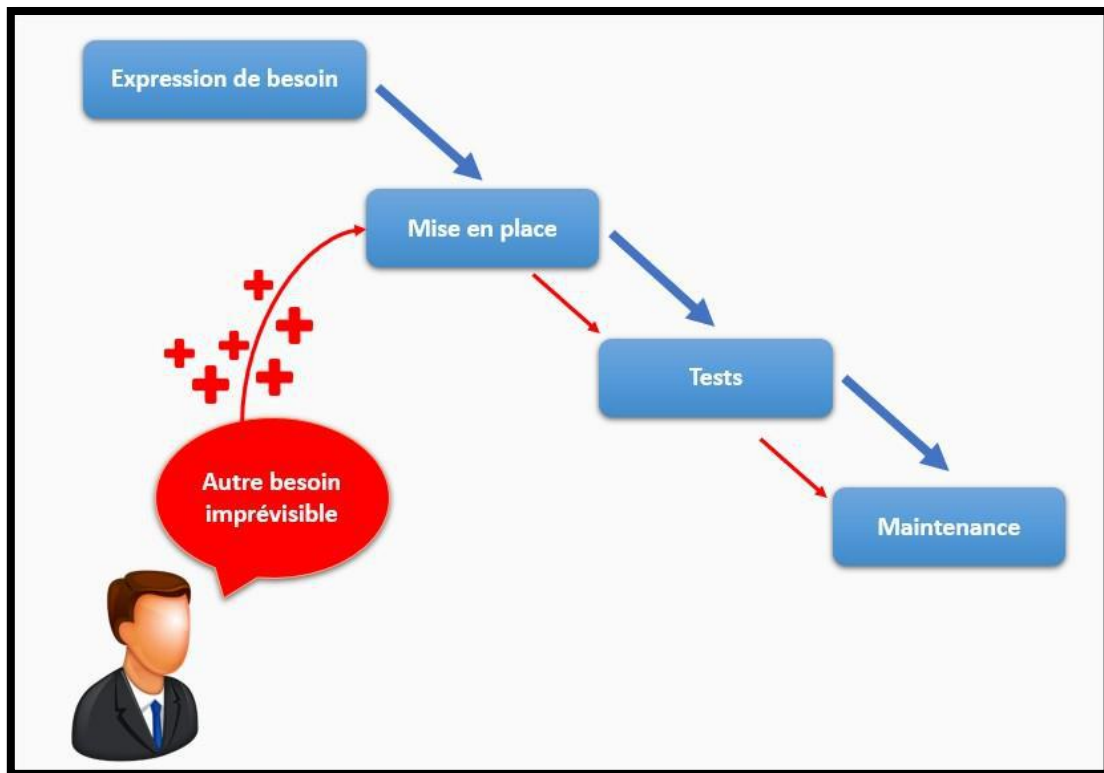 Expression de besoin
Mise en place
Tests
Autre besoin
imprévisible
Maintenance